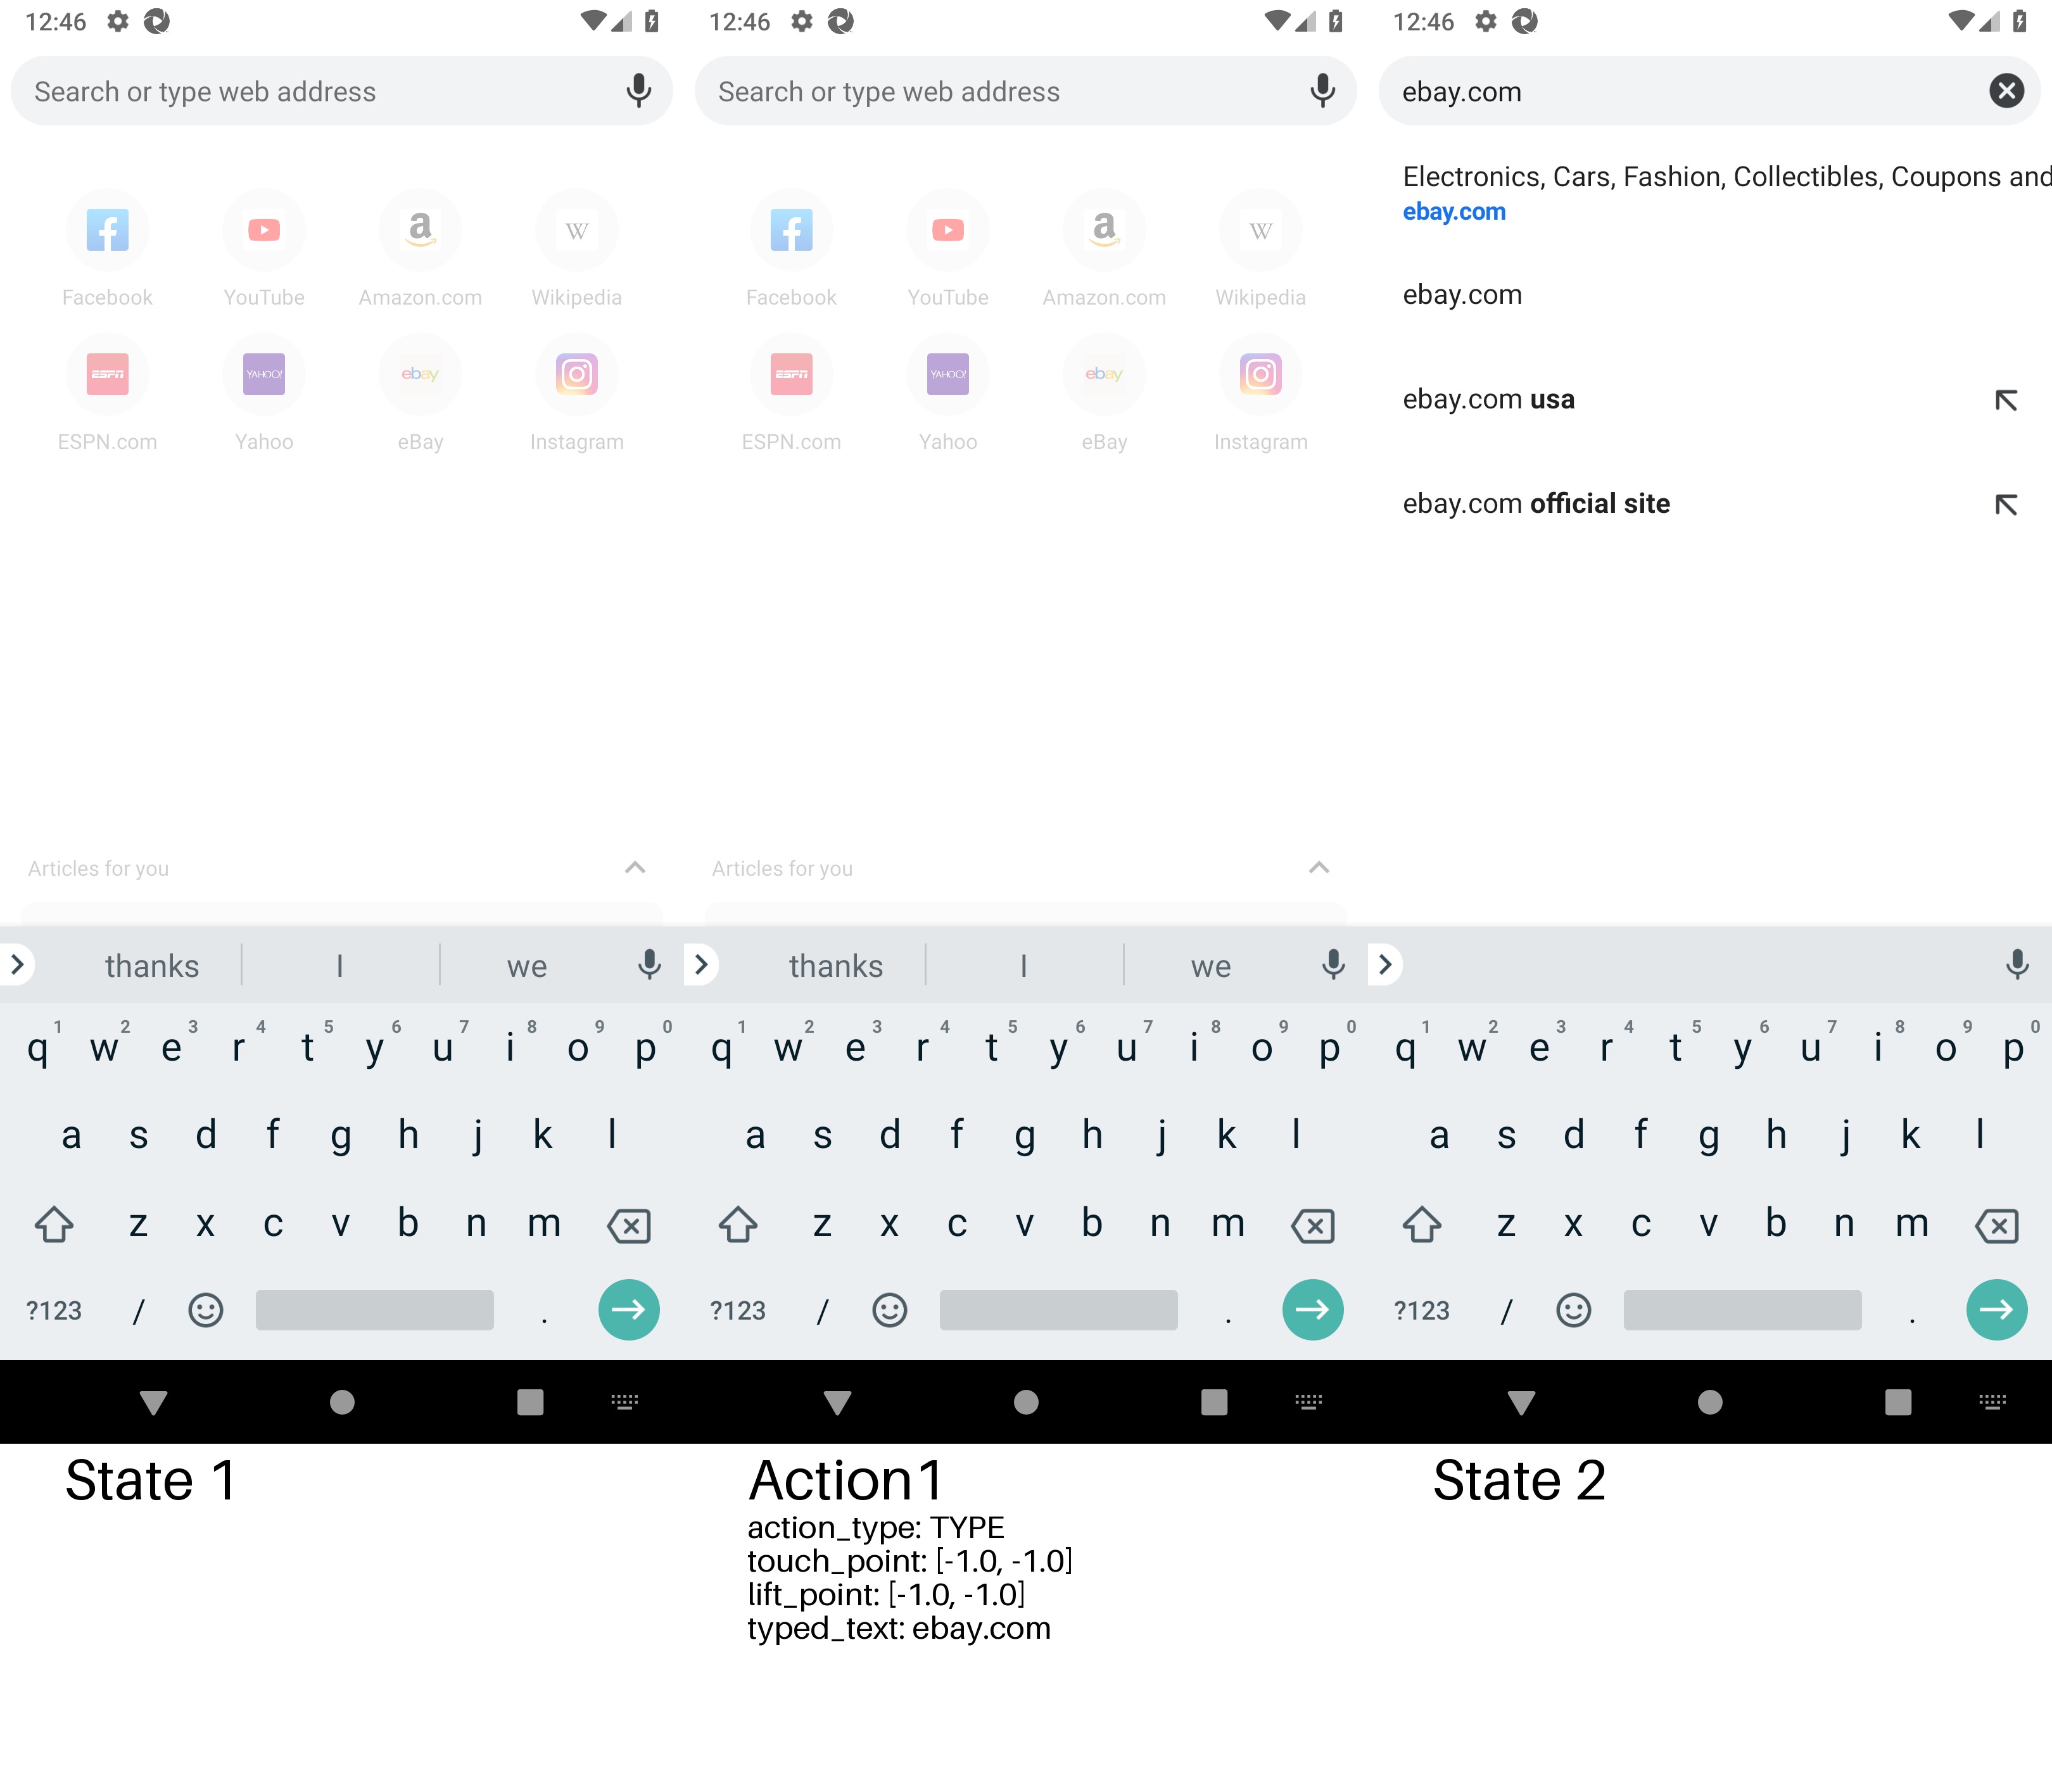 12:46
Search or type web address
Facebook YouTube Amazon.com Wikipedia
ESPN YAHOO! ebay
ESPN.com Yahoo eBay Instagram
Articles for you
thanks I we
q1 w2 e3 r4 t5 y6 u7 i8 o9 p0
a s d f g h j k l
z x c v b n m
?123 / .
State 1
12:46
Search or type web address
Facebook YouTube Amazon.com Wikipedia
ESPN YAHOO! ebay
ESPN.com Yahoo eBay Instagram
Articles for you
thanks I we
q1 w2 e3 r4 t5 y6 u7 i8 o9 p0
a s d f g h j k l
z x c v b n m
?123 / .
Action1
action_type: TYPE
touch_point: [-1.0, -1.0]
lift_point: [-1.0, -1.0]
typed_text: ebay.com
12:46
ebay.com
Electronics, Cars, Fashion, Collectibles, Coupons and
ebay.com
ebay.com
ebay.com usa
ebay.com official site
q1 w2 e3 r4 t5 y6 u7 i8 o9 p0
a s d f g h j k l
z x c v b n m
?123 / .
State 2